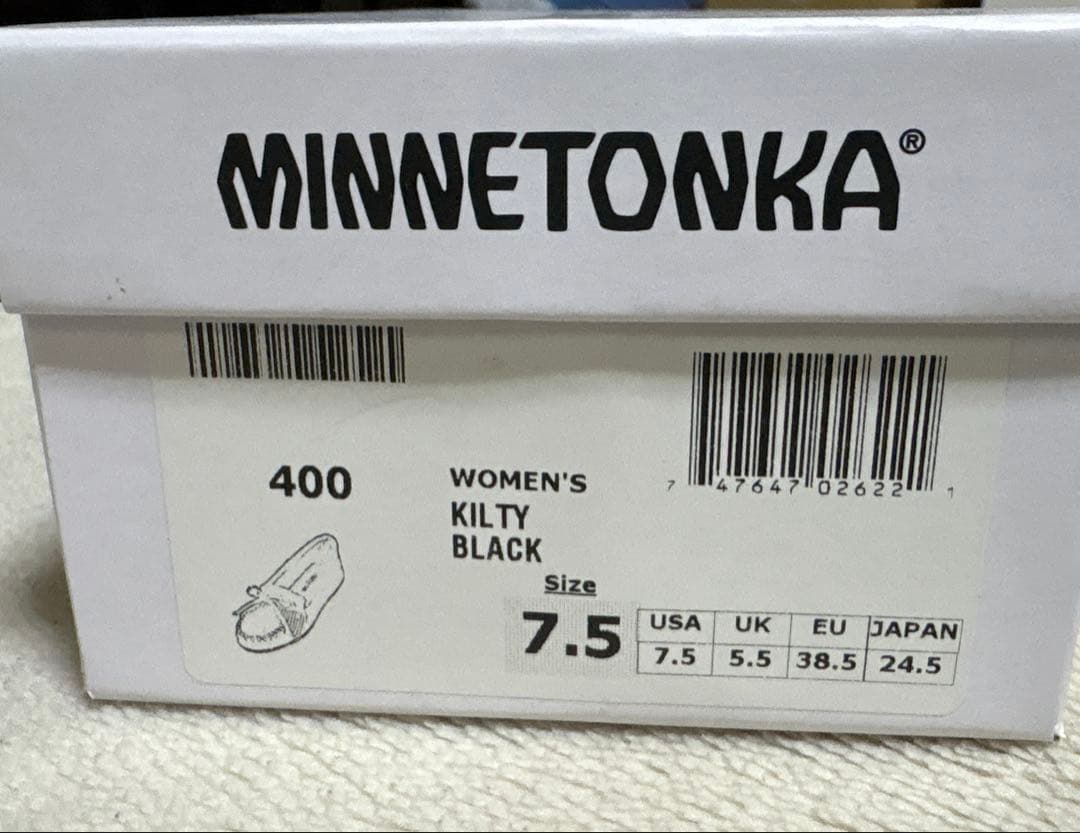 MINNETONKA®
400
WOMEN'S
KILTY
BLACK
7 47647 02622 1
Size
7.5
USA UK EU JAPAN
7.5 5.5 38.5 24.5